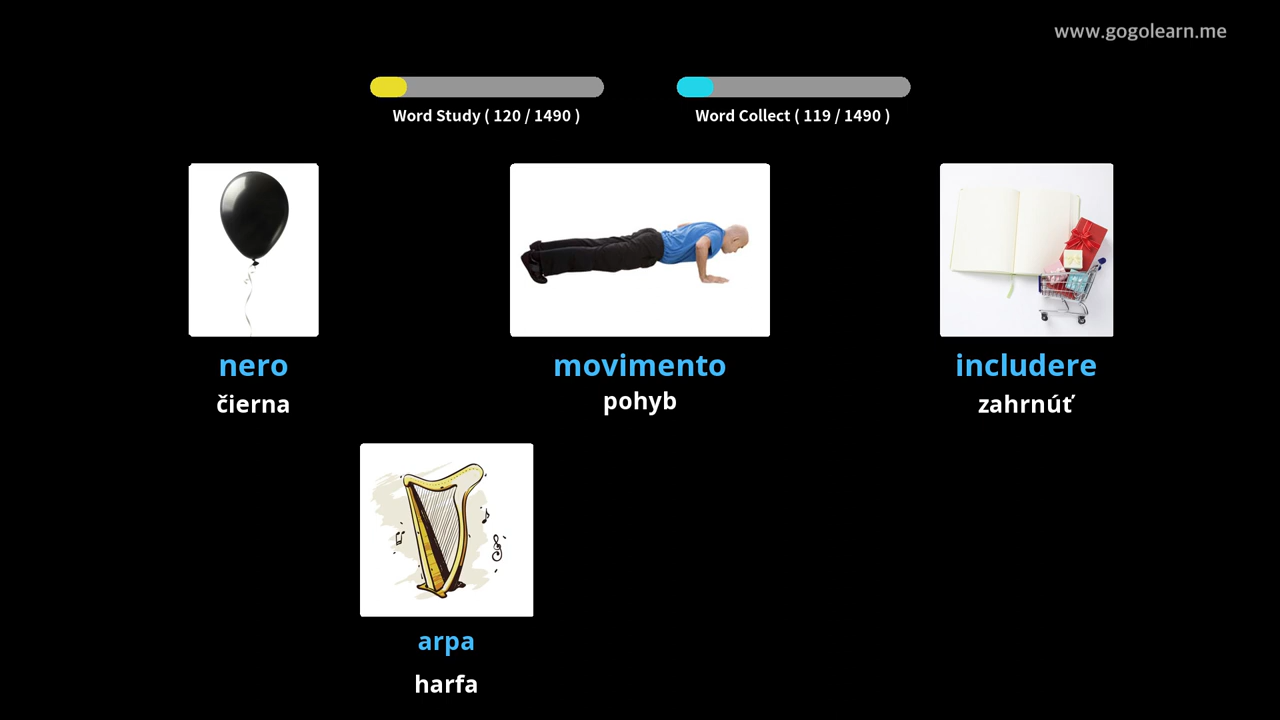 www.gogolearn.me
Word Study ( 120 / 1490 )
Word Collect ( 119 / 1490 )
nero
čierna
movimento
pohyb
includere
zahrnúť
arpa
harfa